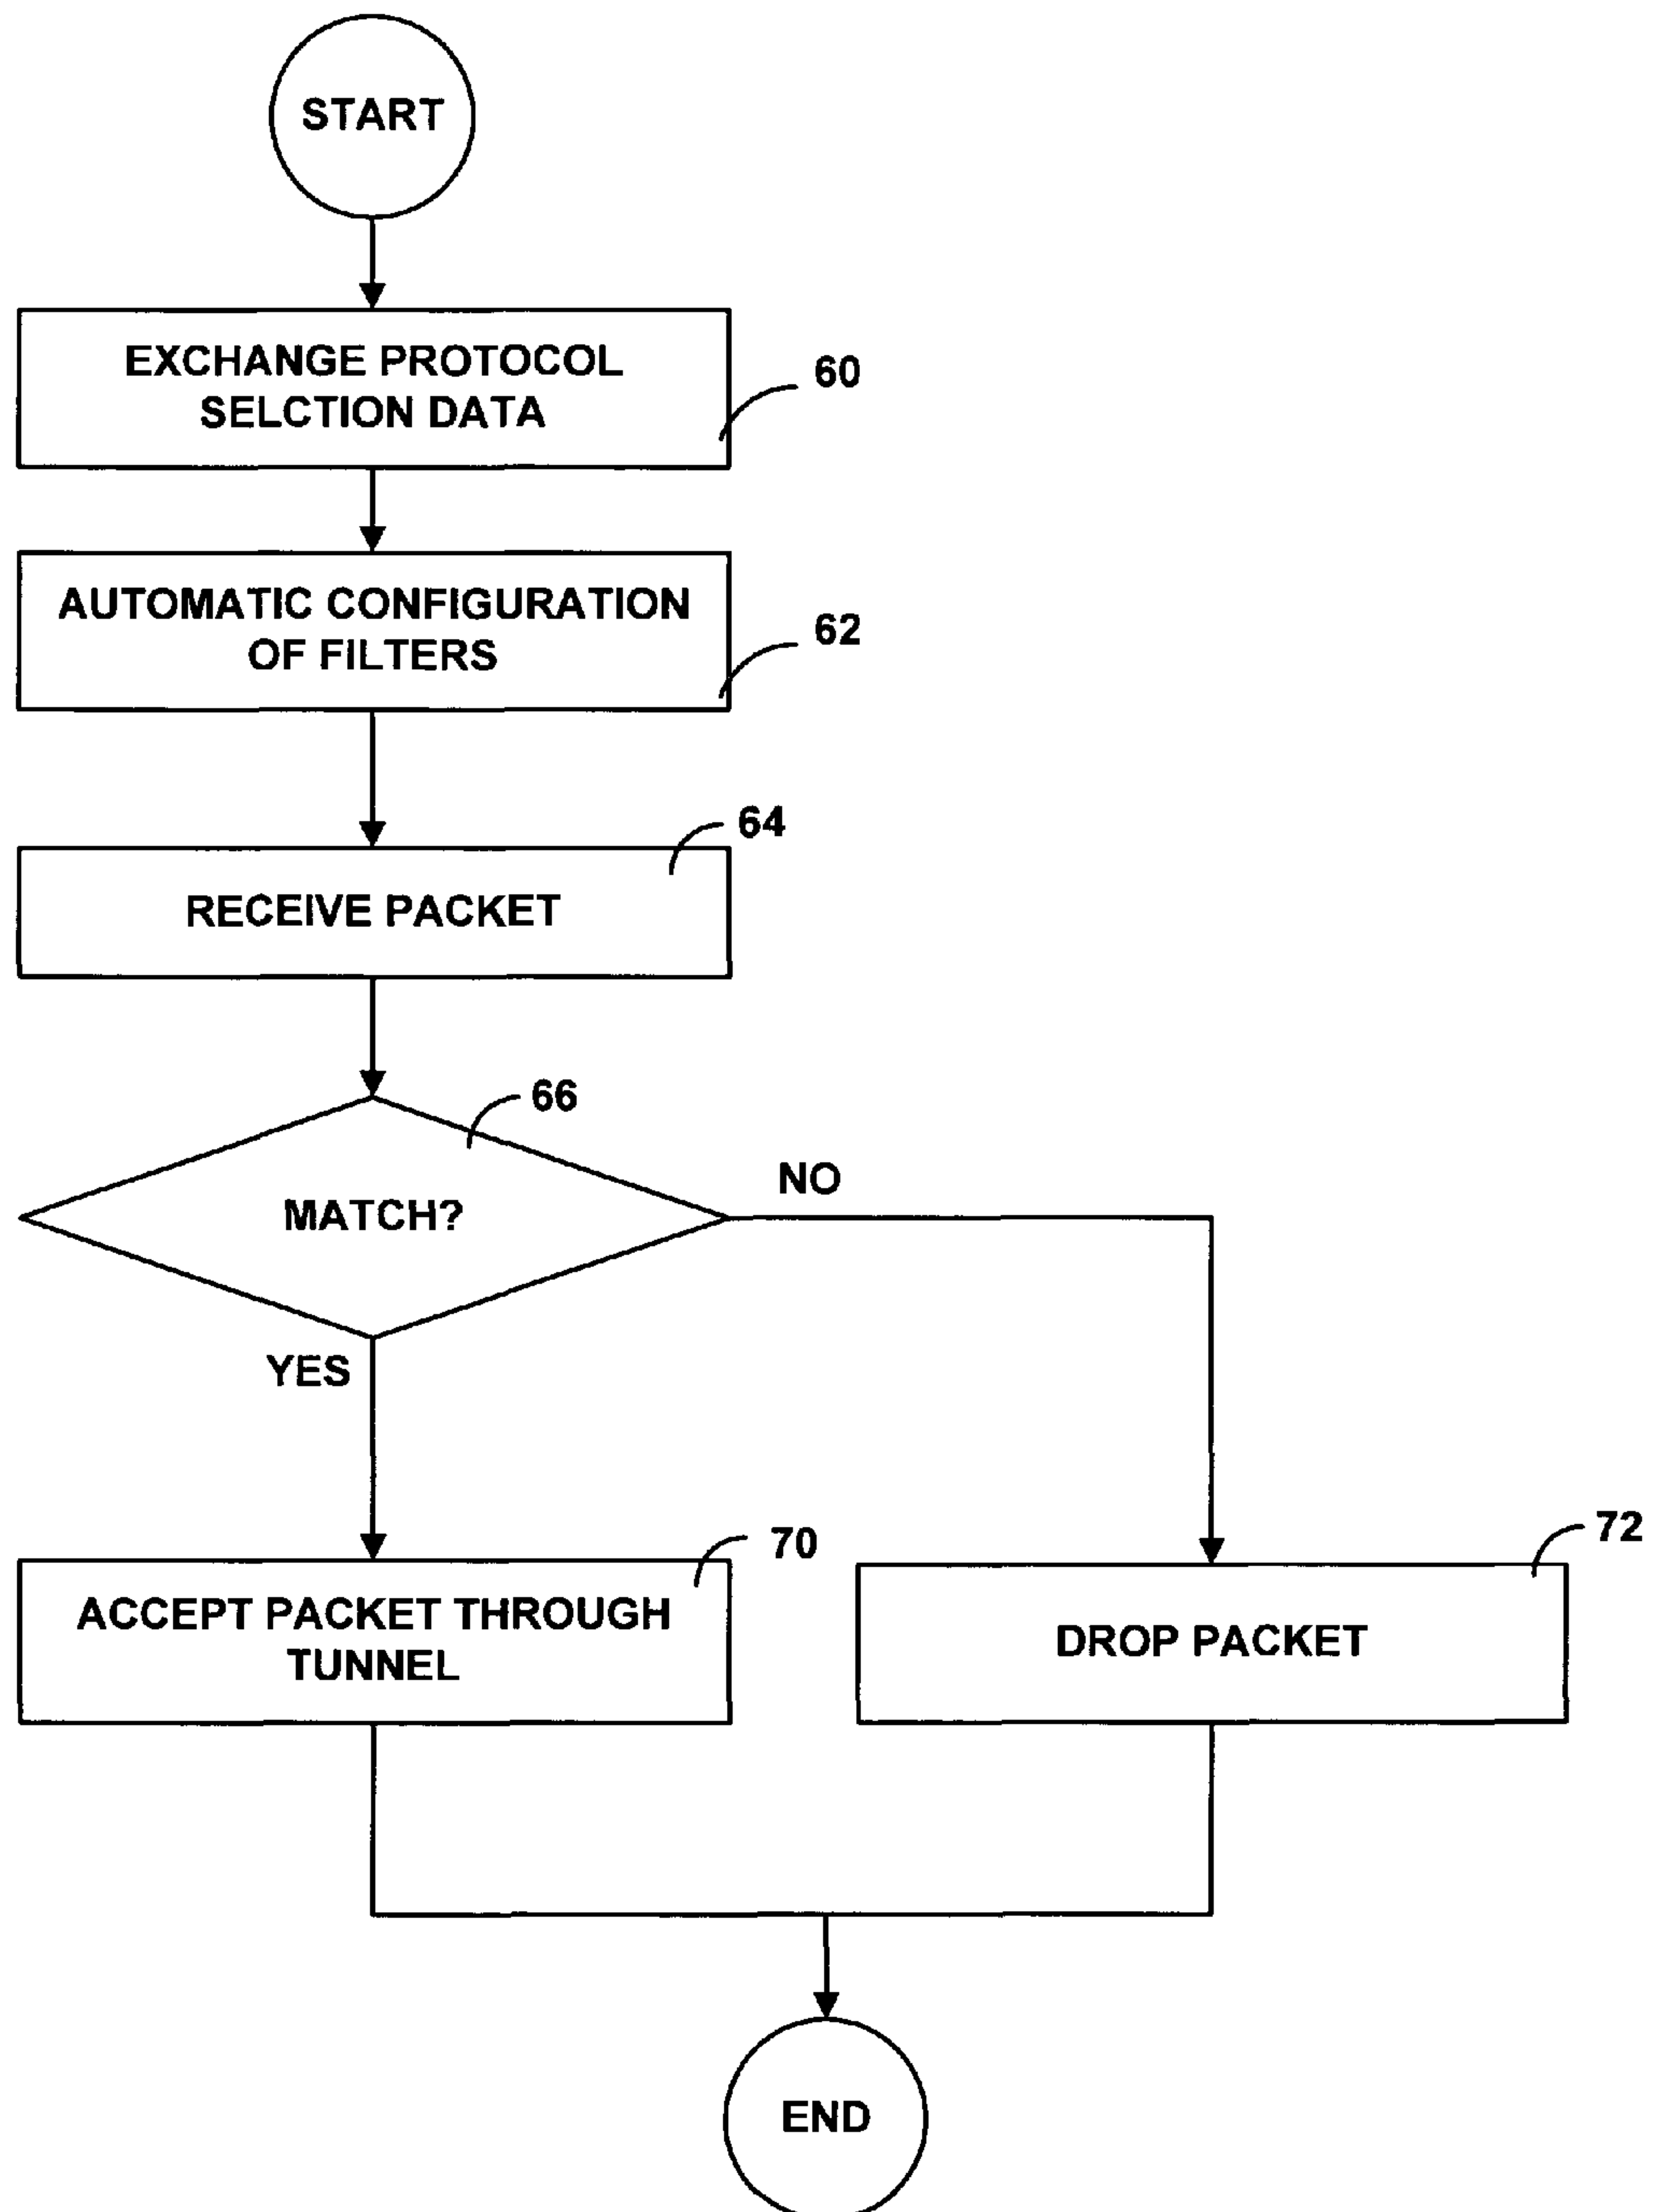 START
EXCHANGE PROTOCOL
SELCTION DATA
60
AUTOMATIC CONFIGURATION
OF FILTERS
62
64
RECEIVE PACKET
66
MATCH?
NO
YES
70
ACCEPT PACKET THROUGH
TUNNEL
72
DROP PACKET
END